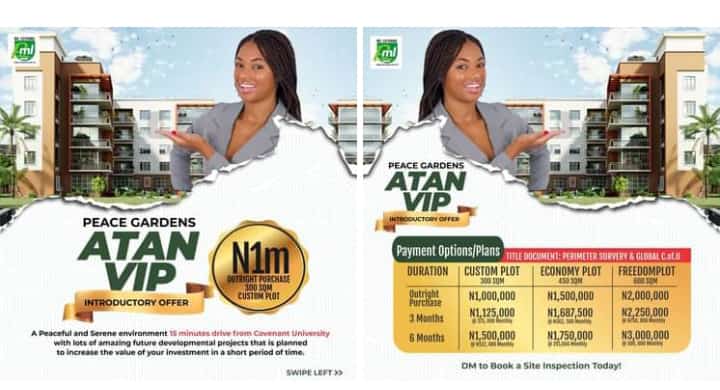 ml
PEACE GARDENS
ATAN
VIP
INTRODUCTORY OFFER
N1m
OUTRIGHT PURCHASE
300 SQM
CUSTOM PLOT
A Peaceful and Serene environment 15 minutes drive from Covenant University
with lots of amazing future developmental projects that is planned
to increase the value of your investment in a short period of time.
SWIPE LEFT >>
ml
PEACE GARDENS
ATAN
VIP
INTRODUCTORY OFFER
Payment Options/Plans
TITLE DOCUMENT: PERIMETER SURVERY & GLOBAL C.of.O
DURATION CUSTOM PLOT ECONOMY PLOT FREEDOMPLOT
300 SQM 450 SQM 600 SQM
Outright Purchase N1,000,000 N1,500,000 N2,000,000
3 Months N1,125,000 N1,687,500 N2,250,000
6 Months N1,500,000 N1,750,000 N3,000,000
DM to Book a Site Inspection Today!